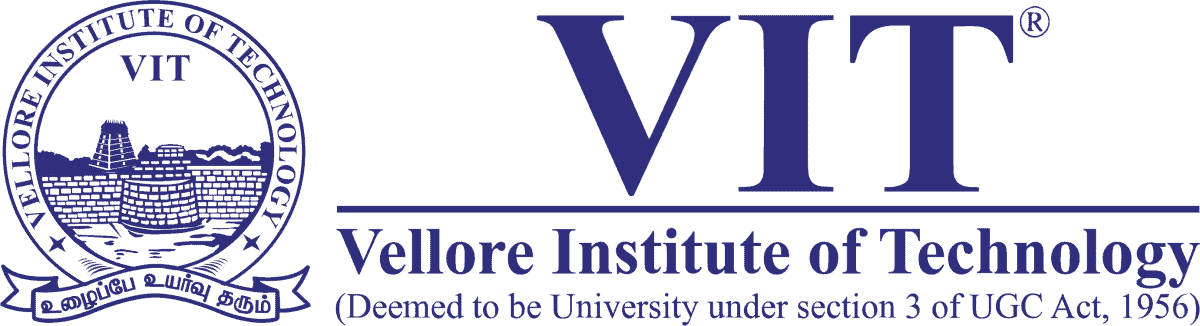 VELLORE INSTITUTE OF TECHNOLOGY
VIT
உழைப்பே உயர்வு தரும்
VIT®
Vellore Institute of Technology
(Deemed to be University under section 3 of UGC Act, 1956)